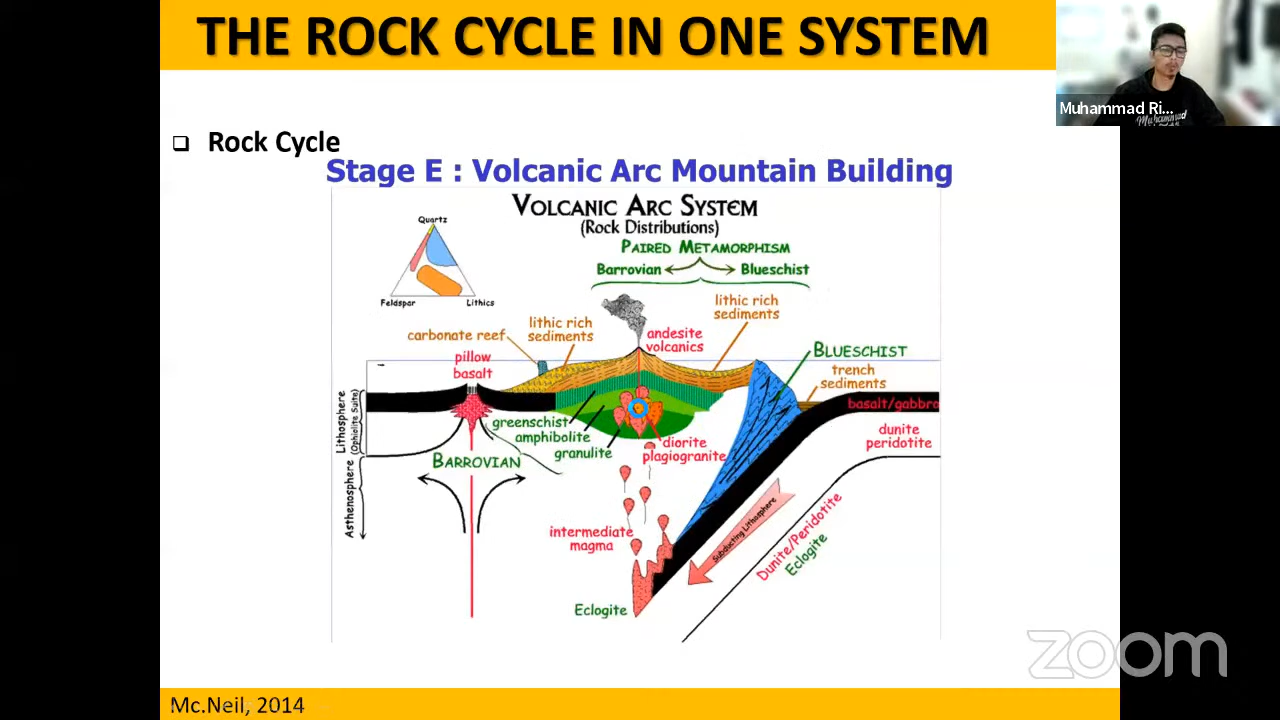 THE ROCK CYCLE IN ONE SYSTEM
Muhammad Ri...
Rock Cycle
Stage E : Volcanic Arc Mountain Building
VOLCANIC ARC SYSTEM
(Rock Distributions)
PAIRED METAMORPHISM
Barrovian
Blueschist
Quartz
Feldspar
Lithics
carbonate reef
lithic rich
sediments
andesite
volcanics
lithic rich
sediments
pillow
basalt
BLUESCHIST
trench
sediments
basalt/gabbro
dunite
peridotite
Lithosphere
(Ophiolite Suite)
Asthenosphere
greenschist
amphibolite
granulite
diorite
plagiogranite
BARROVIAN
intermediate
magma
Subducting Lithosphere
Dunite/Peridotite
Eclogite
Eclogite
zoom
Mc.Neil, 2014